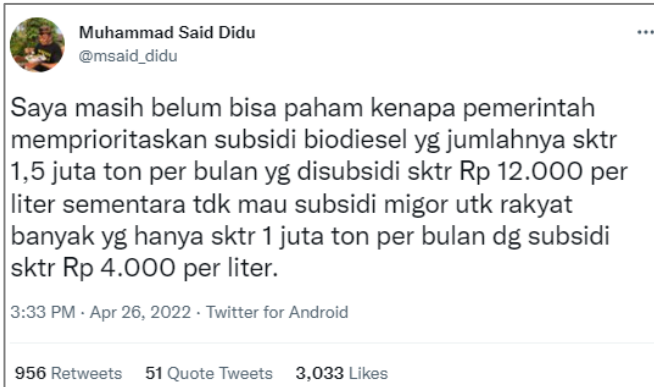 Muhammad Said Didu
@msaid_didu
Saya masih belum bisa paham kenapa pemerintah
memprioritaskan subsidi biodiesel yg jumlahnya sktr
1,5 juta ton per bulan yg disubsidi sktr Rp 12.000 per
liter sementara tdk mau subsidi migor utk rakyat
banyak yg hanya sktr 1 juta ton per bulan dg subsidi
sktr Rp 4.000 per liter.
3:33 PM · Apr 26, 2022 · Twitter for Android
956 Retweets 51 Quote Tweets 3,033 Likes